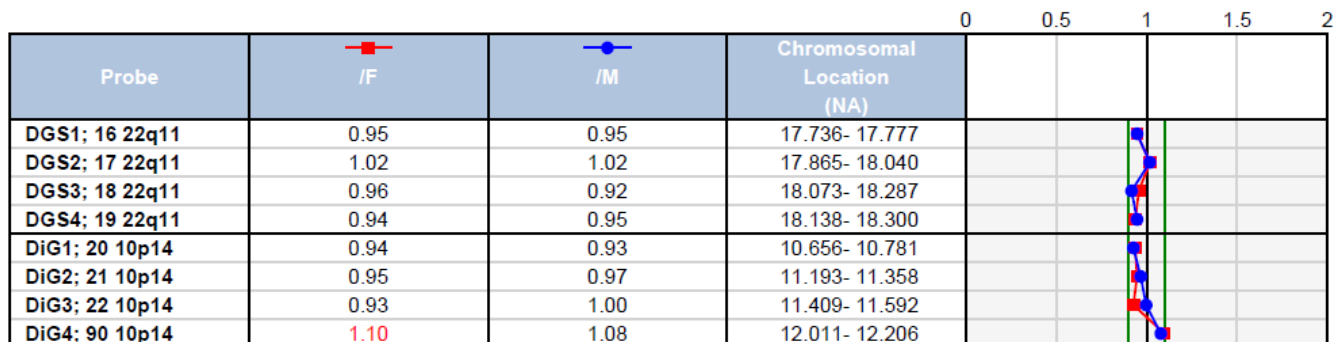 0 0.5 1 1.5 2
Probe /F /M Chromosomal Location (NA)
DGS1; 16 22q11 0.95 0.95 17.736- 17.777
DGS2; 17 22q11 1.02 1.02 17.865- 18.040
DGS3; 18 22q11 0.96 0.92 18.073- 18.287
DGS4; 19 22q11 0.94 0.95 18.138- 18.300
DiG1; 20 10p14 0.94 0.93 10.656- 10.781
DiG2; 21 10p14 0.95 0.97 11.193- 11.358
DiG3; 22 10p14 0.93 1.00 11.409- 11.592
DiG4; 90 10p14 1.10 1.08 12.011- 12.206